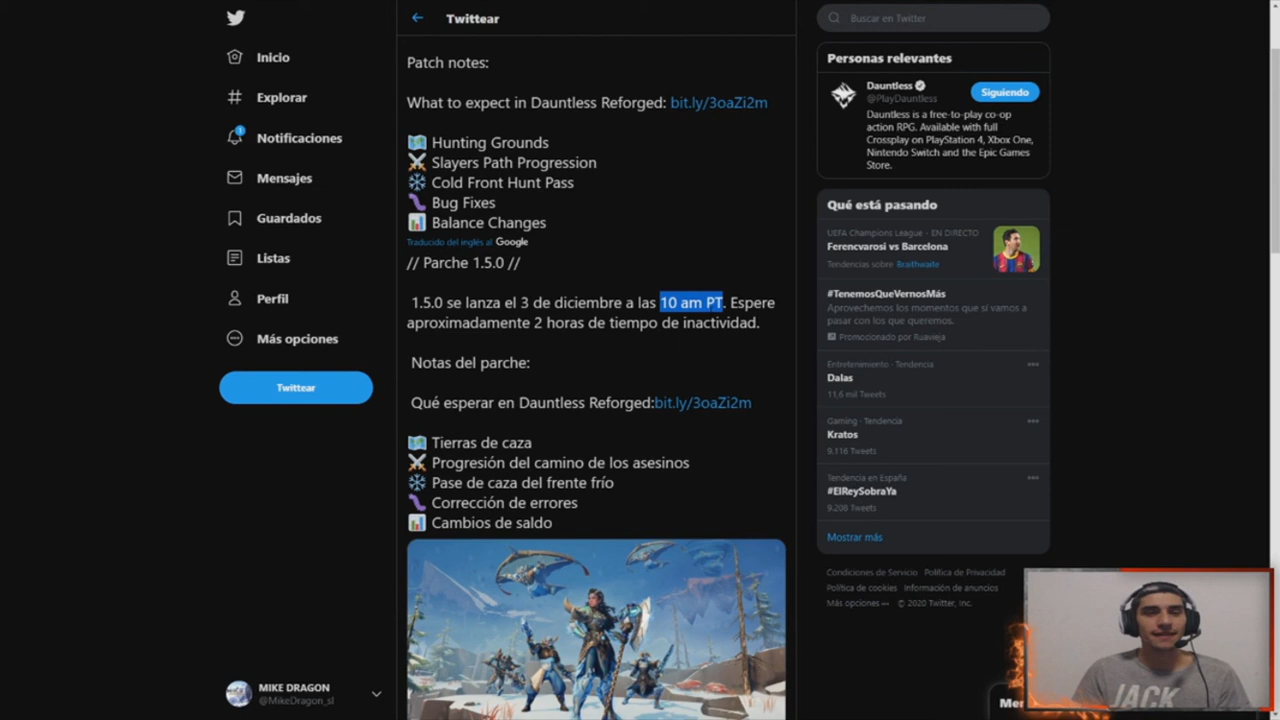 Inicio
Explorar
1
Notificaciones
Mensajes
Guardados
Listas
Perfil
Más opciones
Twittear
MIKE DRAGON
@MikeDragon_sl
Twittear
Patch notes:
What to expect in Dauntless Reforged: bit.ly/3oaZi2m
Hunting Grounds
Slayers Path Progression
Cold Front Hunt Pass
Bug Fixes
Balance Changes
Traducido del inglés al Google
// Parche 1.5.0 //
1.5.0 se lanza el 3 de diciembre a las 10 am PT. Espere
aproximadamente 2 horas de tiempo de inactividad.
Notas del parche:
Qué esperar en Dauntless Reforged:bit.ly/3oaZi2m
Tierras de caza
Progresión del camino de los asesinos
Pase de caza del frente frío
Corrección de errores
Cambios de saldo
Buscar en Twitter
Personas relevantes
Dauntless
@PlayDauntless
Siguiendo
Dauntless is a free-to-play co-op
action RPG. Available with full
Crossplay on PlayStation 4, Xbox One,
Nintendo Switch and the Epic Games
Store.
Qué está pasando
UEFA Champions League · EN DIRECTO
Ferencvarosi vs Barcelona
Tendencias sobre Braithwaite
#TenemosQueVernosMás
Aprovechemos los momentos que sí vamos a
pasar con los que queremos.
Promocionado por Ruavieja
Entretenimiento · Tendencia
Dalas
11,6 mil Tweets
Gaming · Tendencia
Kratos
9.116 Tweets
Tendencia en España
#ElReySobraYa
9.208 Tweets
Mostrar más
Condiciones de Servicio Política de Privacidad
Política de cookies Información de anuncios
Más opciones © 2020 Twitter, Inc.
JACK